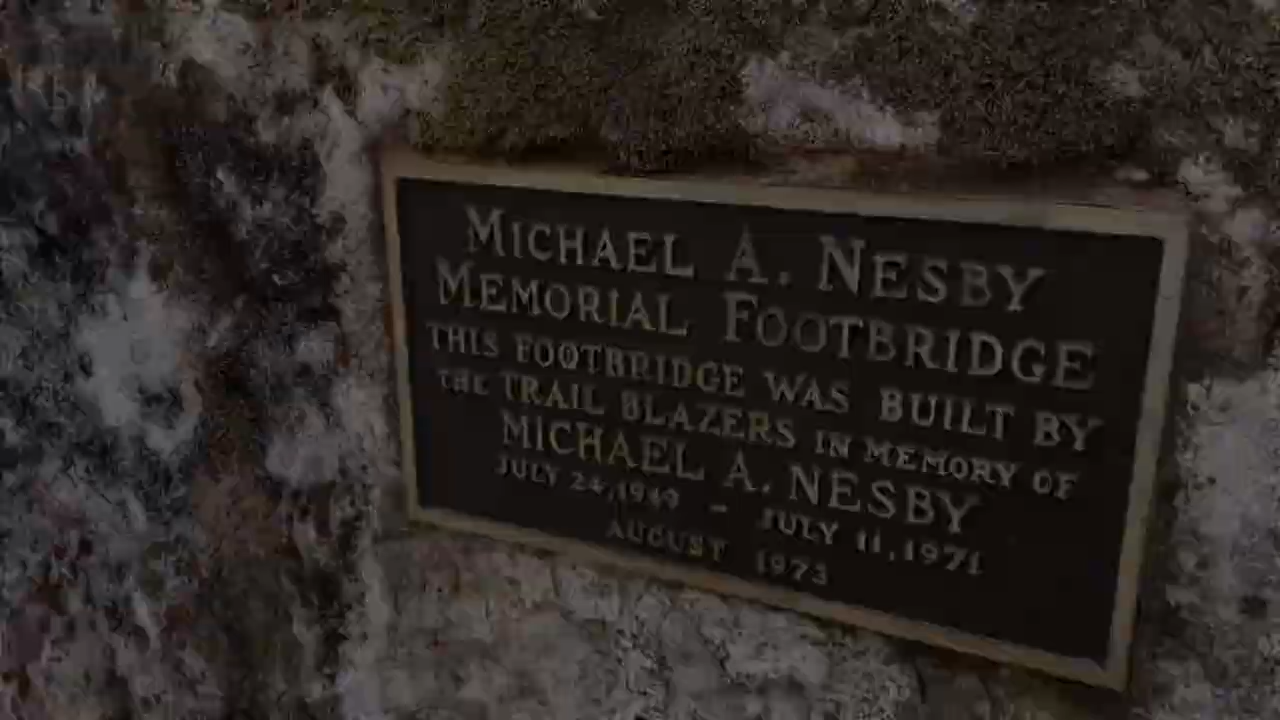 MICHAEL A. NESBY
MEMORIAL FOOTBRIDGE
THIS FOOTBRIDGE WAS BUILT BY
THE TRAIL BLAZERS IN MEMORY OF
MICHAEL A. NESBY
JULY 24, 1949 - JULY 11, 1971
AUGUST 1973